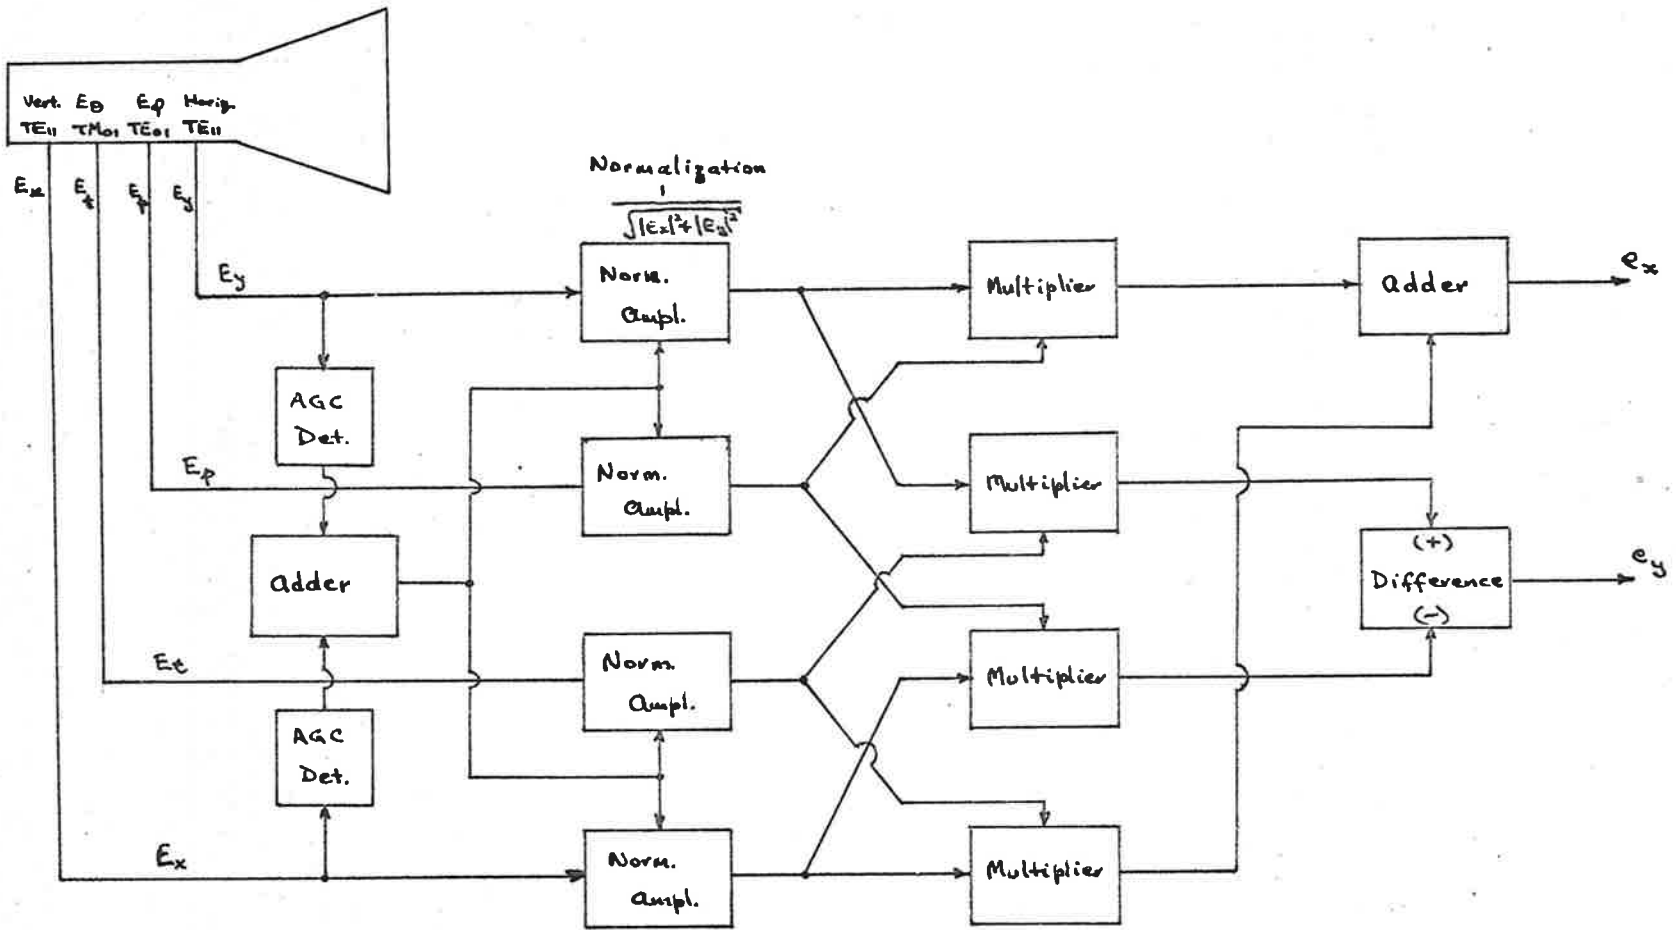 Vert. Eθ Eφ Horiz.
TE11 TM01 TE01 TE11
Ex Et Ep Ey
Normalization
1
√|Ex|²+|Ey|²
Ey
Norm.
Ampl.
Multiplier
Adder
ex
AGC
Det.
Ep
Norm.
Ampl.
Multiplier
(+)
Difference
(-)
ey
Adder
Et
Norm.
Ampl.
Multiplier
AGC
Det.
Ex
Norm.
Ampl.
Multiplier